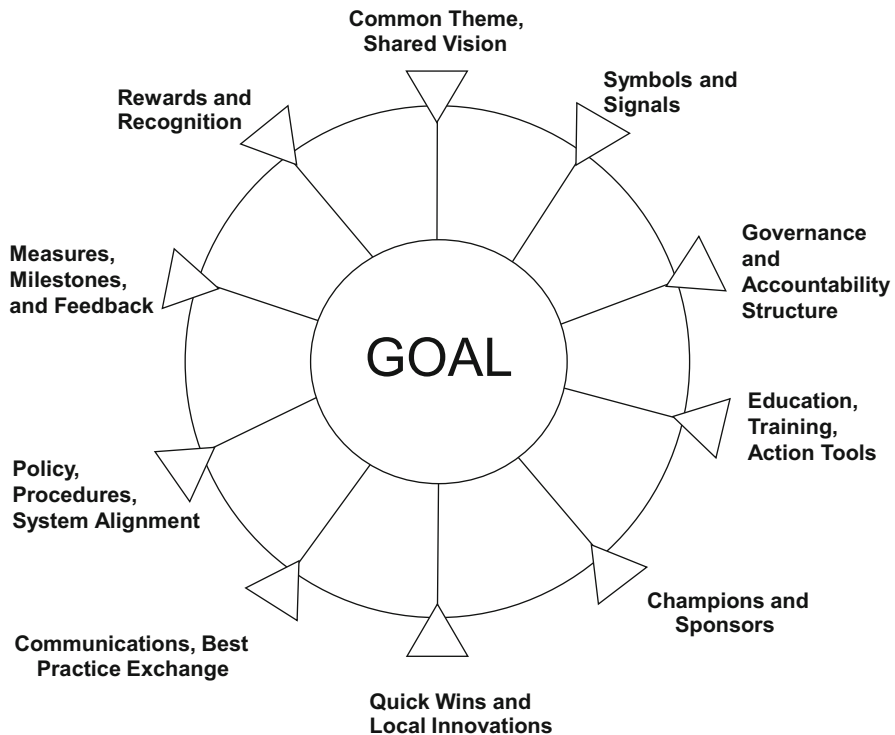 Common Theme,
Shared Vision
Symbols and
Signals
Governance
and
Accountability
Structure
Education,
Training,
Action Tools
Champions and
Sponsors
Quick Wins and
Local Innovations
Communications, Best
Practice Exchange
Policy,
Procedures,
System Alignment
Measures,
Milestones,
and Feedback
Rewards and
Recognition
GOAL